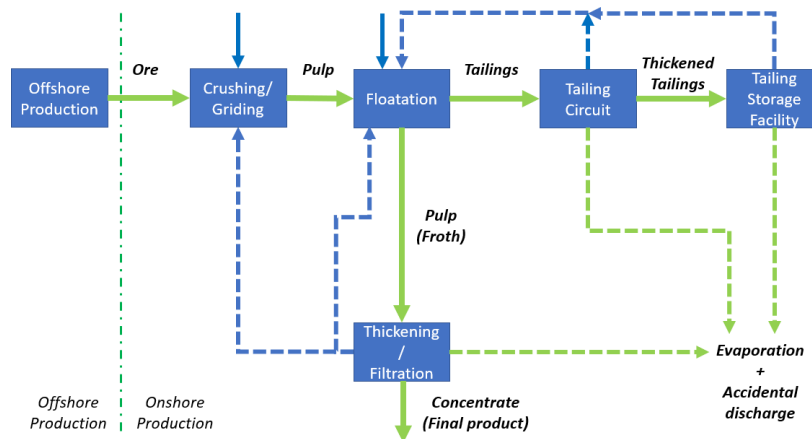 Ore
Pulp
Tailings
Thickened
Tailings
Offshore
Production
Crushing/
Griding
Floatation
Tailing
Circuit
Tailing
Storage
Facility
Pulp
(Froth)
Thickening
/
Filtration
Evaporation
+
Accidental
discharge
Offshore
Production
Onshore
Production
Concentrate
(Final product)